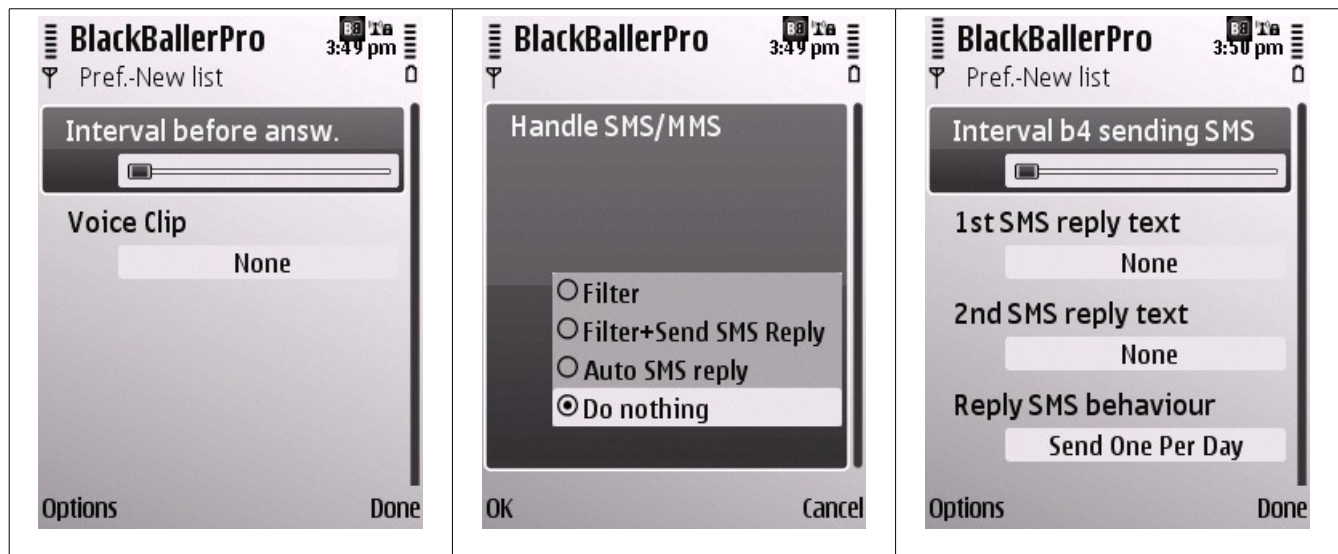 BlackBallerPro
3:49 pm
Pref.-New list
Interval before answ.
Voice Clip
None
Options Done
BlackBallerPro
3:49 pm
Handle SMS/MMS
Filter
Filter+Send SMS Reply
Auto SMS reply
Do nothing
OK Cancel
BlackBallerPro
3:50 pm
Pref.-New list
Interval b4 sending SMS
1st SMS reply text
None
2nd SMS reply text
None
Reply SMS behaviour
Send One Per Day
Options Done